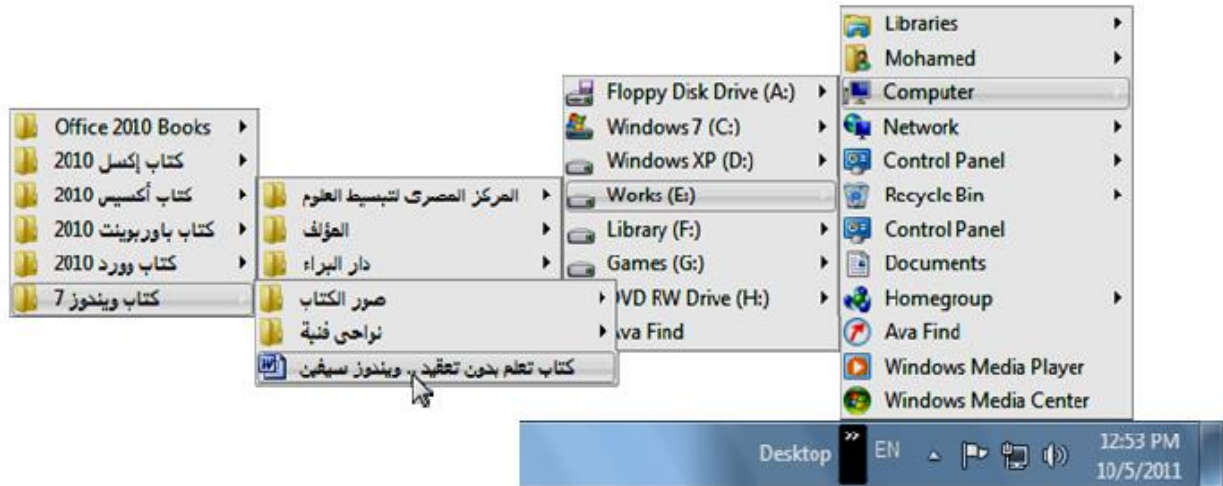 Libraries
Mohamed
Computer
Network
Control Panel
Recycle Bin
Control Panel
Documents
Homegroup
Ava Find
Windows Media Player
Windows Media Center
Floppy Disk Drive (A:)
Windows 7 (C:)
Windows XP (D:)
Works (E:)
Library (F:)
Games (G:)
DVD RW Drive (H:)
Ava Find
المركز المصرى لتبسيط العلوم
المؤلف
دار البراء
Office 2010 Books
كتاب إكسل 2010
كتاب أكسيس 2010
كتاب باوربوينت 2010
كتاب وورد 2010
كتاب ويندوز 7
صور الكتاب
نواحى فنية
كتاب تعلم بدون تعقيد .. ويندوز سيفين
Desktop
»
EN
12:53 PM
10/5/2011